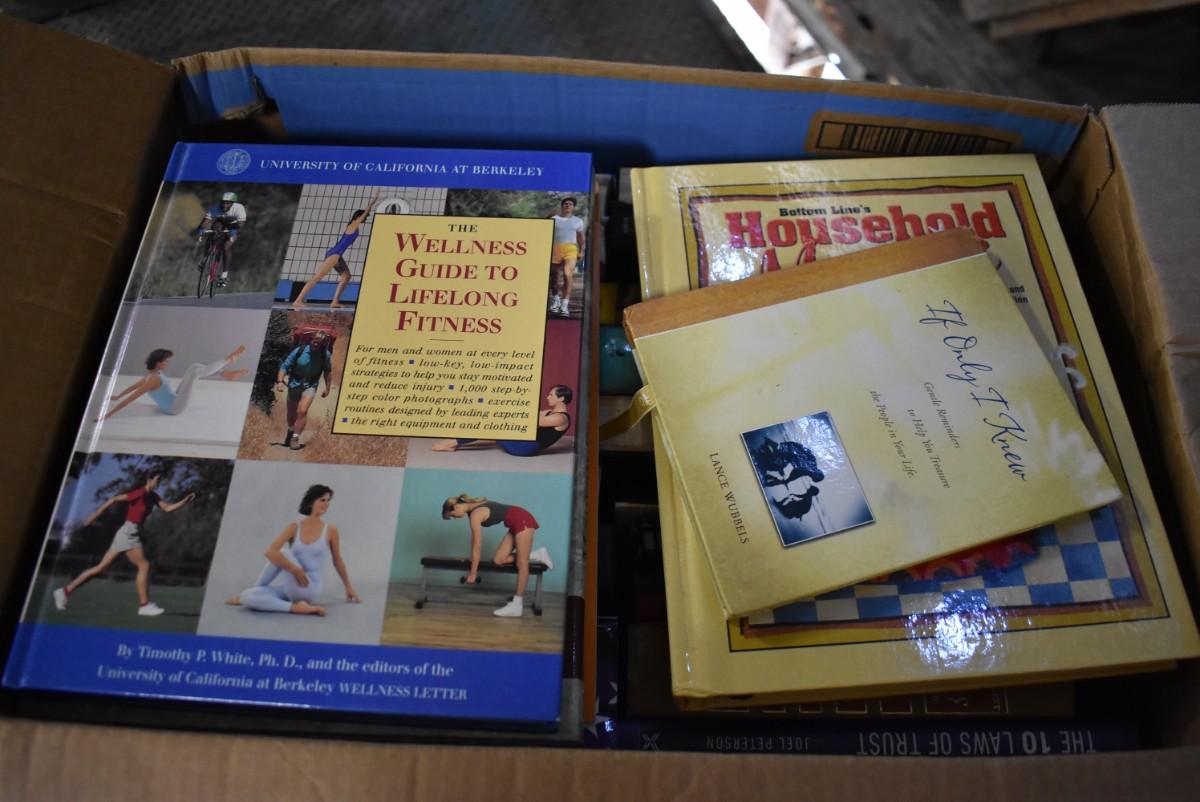 UNIVERSITY OF CALIFORNIA AT BERKELEY
THE
WELLNESS
GUIDE TO
LIFELONG
FITNESS
For men and women at every level
of fitness ▪ low-key, low-impact
strategies to help you stay motivated
and reduce injury ▪ 1,000 step-by-
step color photographs ▪ exercise
routines designed by leading experts
▪ the right equipment and clothing
By Timothy P. White, Ph. D., and the editors of the
University of California at Berkeley WELLNESS LETTER
Bottom Line's
Household
and
If Only I Knew
Gentle Reminders
to Help You Treasure
the People in Your Life.
LANCE WUBBELS
THE 10 LAWS OF TRUST
JOEL PETERSON